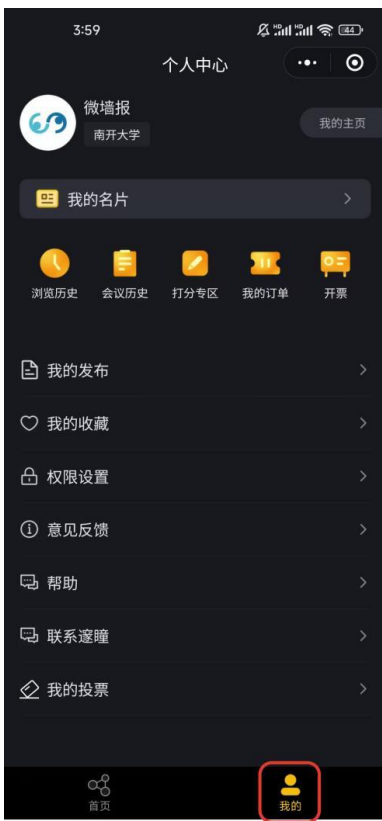 3:59
HD HD 44
个人中心
微墙报
南开大学
我的主页
我的名片
浏览历史 会议历史 打分专区 我的订单 开票
我的发布
我的收藏
权限设置
意见反馈
帮助
联系邃瞳
我的投票
首页 我的